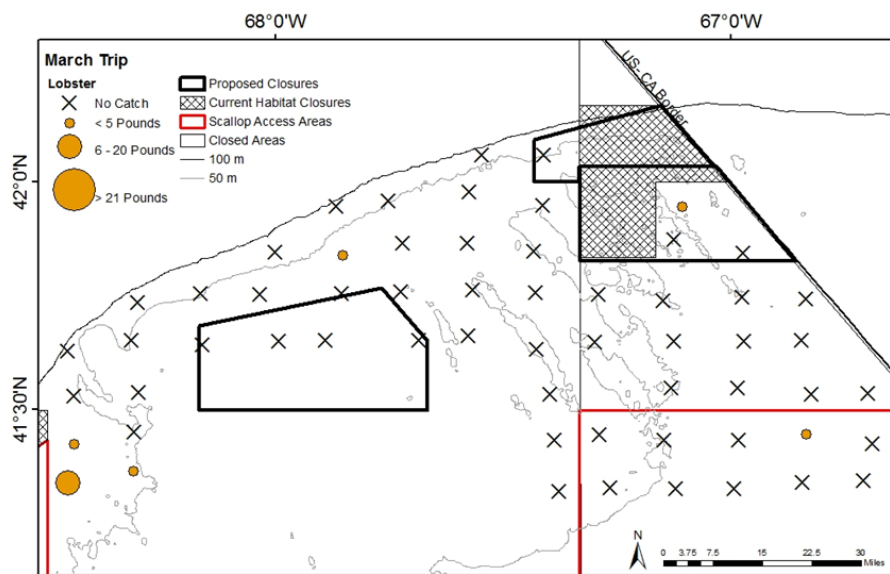 68°0'W
67°0'W
March Trip
Lobster
No Catch
< 5 Pounds
6 - 20 Pounds
> 21 Pounds
Proposed Closures
Current Habitat Closures
Scallop Access Areas
Closed Areas
100 m
50 m
US- CA Border
42°0'N
41°30'N
N
0 3.75 7.5 15 22.5 30
Miles